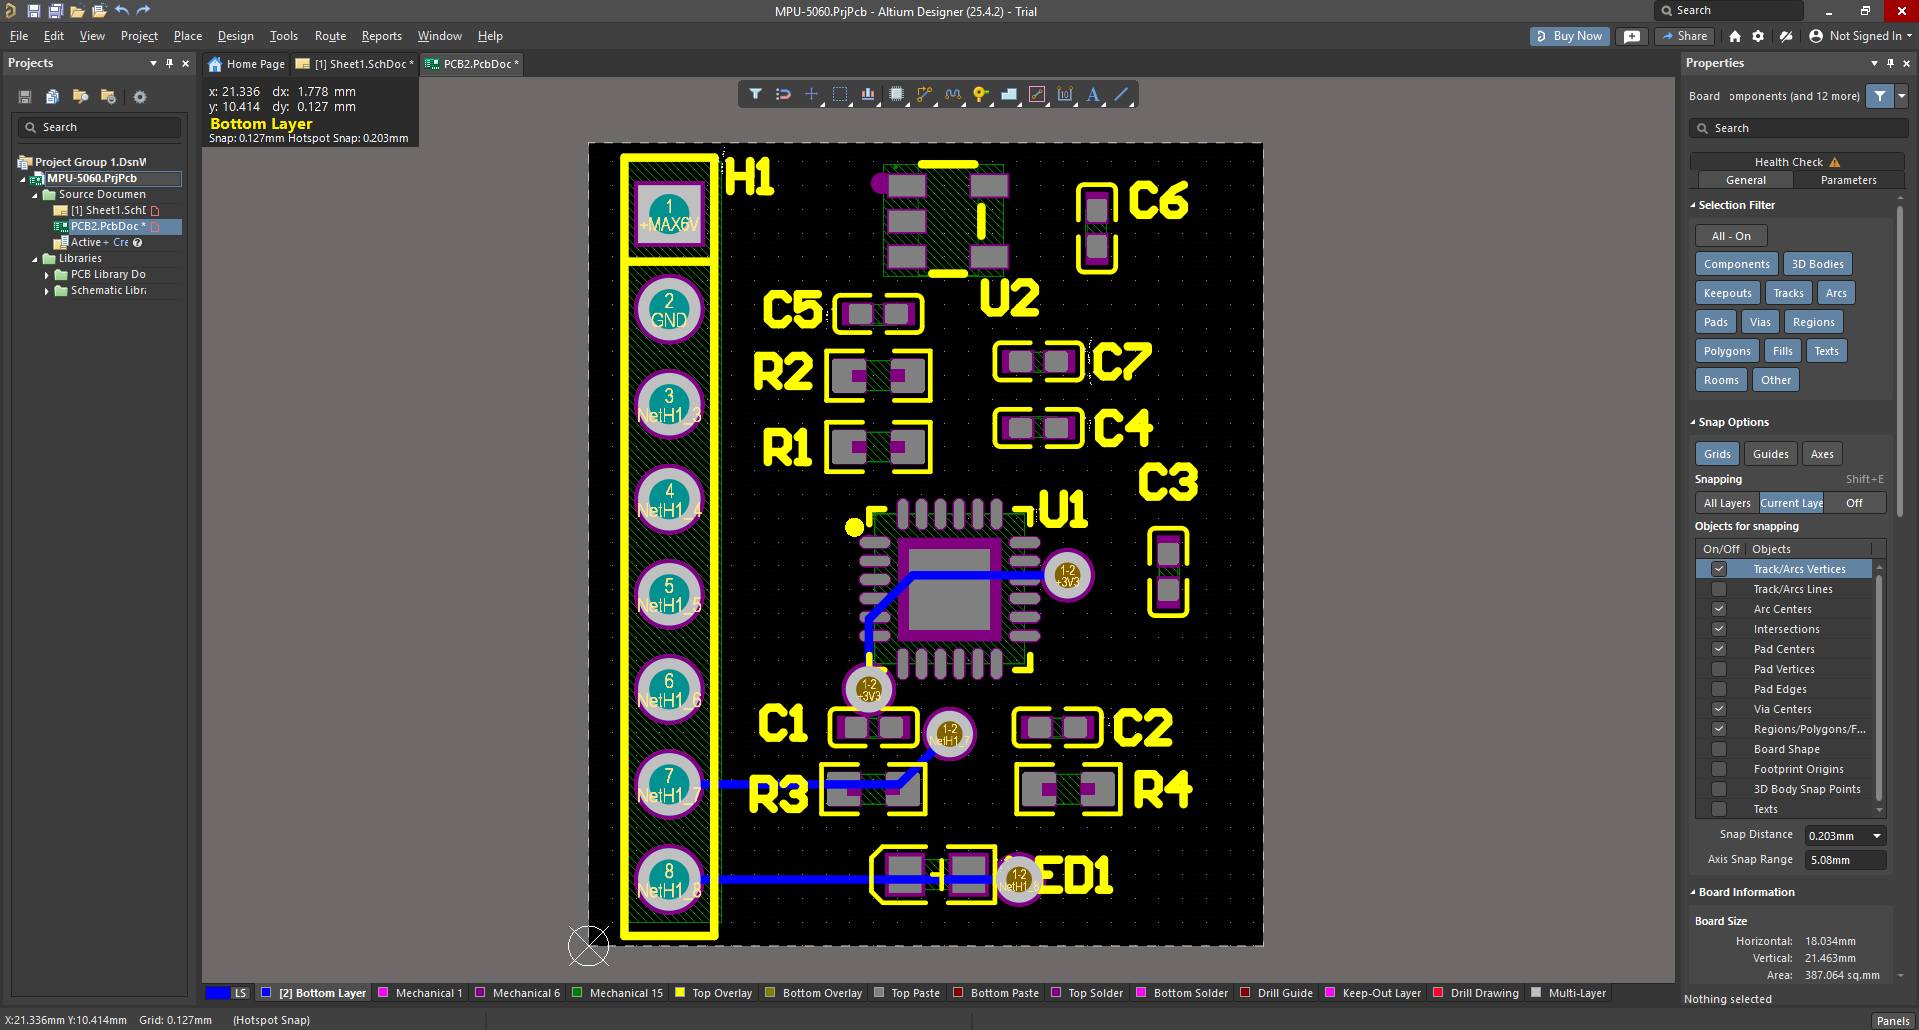 MPU-5060.PrjPcb - Altium Designer (25.4.2) - Trial
Search
File Edit View Project Place Design Tools Route Reports Window Help
Buy Now Share Not Signed In
Projects
Home Page [1] Sheet1.SchDoc * PCB2.PcbDoc *
Properties
x: 21.336 dx: 1.778 mm
y: 10.414 dy: 0.127 mm
Bottom Layer
Snap: 0.127mm Hotspot Snap: 0.203mm
Search
Project Group 1.DsnW
MPU-5060.PrjPcb
Source Documen
[1] Sheet1.SchD
PCB2.PcbDoc *
Active + Cre
Libraries
PCB Library Do
Schematic Libra
H1
1
+MAX6V
2
GND
3
NetH1_3
4
NetH1_4
5
NetH1_5
6
NetH1_6
7
NetH1_7
8
NetH1_8
C6
U2
C5
R2
C7
R1
C4
C3
U1
1-2
+3V3
1-2
+3V3
C1
1-2
NetH1_7
C2
R3
R4
1-2
NetH1_8
ED1
Board omponents (and 12 more)
Search
Health Check
General Parameters
Selection Filter
All - On
Components 3D Bodies
Keepouts Tracks Arcs
Pads Vias Regions
Polygons Fills Texts
Rooms Other
Snap Options
Grids Guides Axes
Snapping Shift+E
All Layers Current Laye Off
Objects for snapping
On/Off Objects
Track/Arcs Vertices
Track/Arcs Lines
Arc Centers
Intersections
Pad Centers
Pad Vertices
Pad Edges
Via Centers
Regions/Polygons/F...
Board Shape
Footprint Origins
3D Body Snap Points
Texts
Snap Distance 0.203mm
Axis Snap Range 5.08mm
Board Information
Board Size
Horizontal: 18.034mm
Vertical: 21.463mm
Area: 387.064 sq.mm
Nothing selected
LS [2] Bottom Layer Mechanical 1 Mechanical 6 Mechanical 15 Top Overlay Bottom Overlay Top Paste Bottom Paste Top Solder Bottom Solder Drill Guide Keep-Out Layer Drill Drawing Multi-Layer
X:21.336mm Y:10.414mm Grid: 0.127mm (Hotspot Snap)
Panels